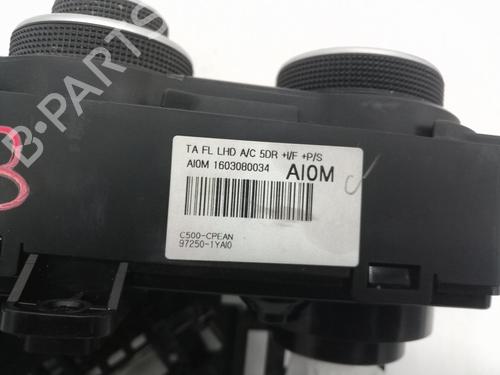 TA FL LHD A/C 5DR +I/F +P/S
AI0M 1603080034 AI0M
C500-CPEAN
97250-1YAI0
B-PARTS